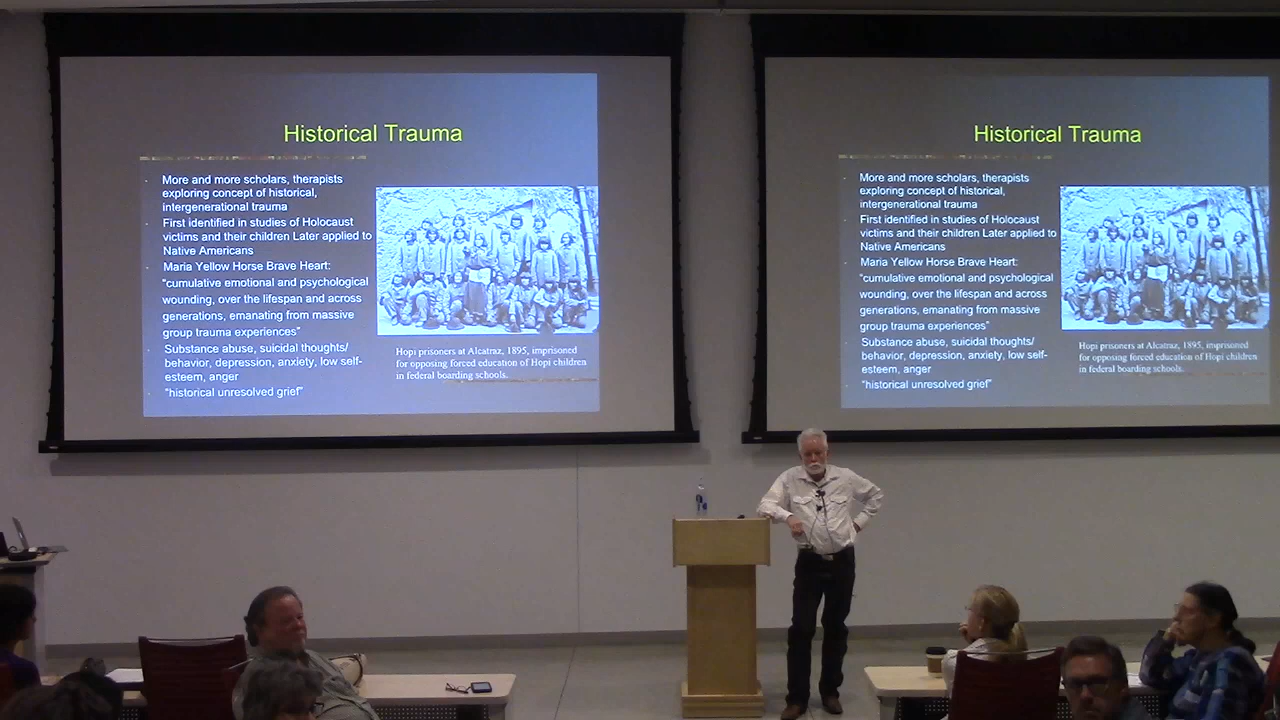 Historical Trauma
More and more scholars, therapists
exploring concept of historical,
intergenerational trauma
First identified in studies of Holocaust
victims and their children Later applied to
Native Americans
Maria Yellow Horse Brave Heart:
“cumulative emotional and psychological
wounding, over the lifespan and across
generations, emanating from massive
group trauma experiences”
Substance abuse, suicidal thoughts/
behavior, depression, anxiety, low self-
esteem, anger
“historical unresolved grief”
Hopi prisoners at Alcatraz, 1895, imprisoned
for opposing forced education of Hopi children
in federal boarding schools.
Historical Trauma
More and more scholars, therapists
exploring concept of historical,
intergenerational trauma
First identified in studies of Holocaust
victims and their children Later applied to
Native Americans
Maria Yellow Horse Brave Heart:
“cumulative emotional and psychological
wounding, over the lifespan and across
generations, emanating from massive
group trauma experiences”
Substance abuse, suicidal thoughts/
behavior, depression, anxiety, low self-
esteem, anger
“historical unresolved grief”
Hopi prisoners at Alcatraz, 1895, imprisoned
for opposing forced education of Hopi children
in federal boarding schools.